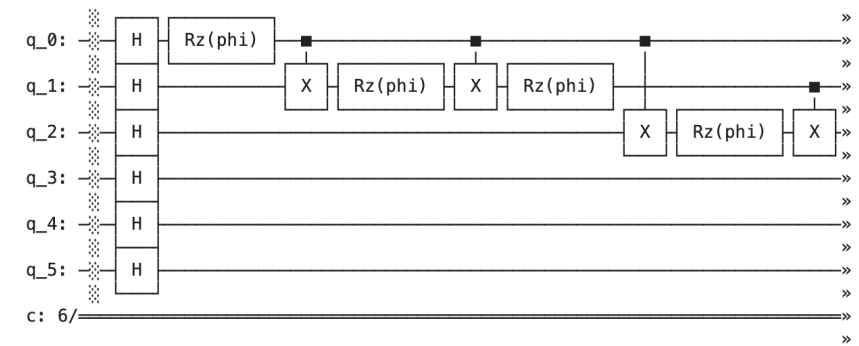 »
q_0: H Rz(phi) »
»
q_1: H X Rz(phi) X Rz(phi) »
»
q_2: H X Rz(phi) X »
»
q_3: H »
»
q_4: H »
»
q_5: H »
»
c: 6/ »
»